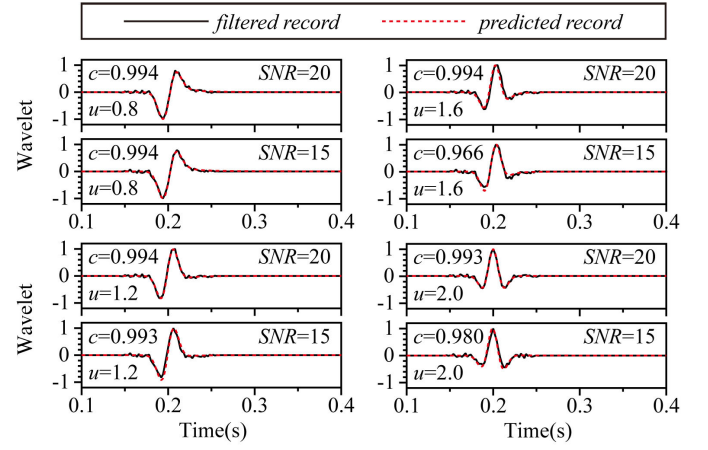 filtered record predicted record
1 c=0.994 SNR=20
0
-1 u=0.8
1 c=0.994 SNR=15
0
-1 u=0.8
0.1 0.2 0.3 0.4
Wavelet
1 c=0.994 SNR=20
0
-1 u=1.6
1 c=0.966 SNR=15
0
-1 u=1.6
0.1 0.2 0.3 0.4
1 c=0.994 SNR=20
0
-1 u=1.2
1 c=0.993 SNR=15
0
-1 u=1.2
0.1 0.2 0.3 0.4
Wavelet
Time(s)
1 c=0.993 SNR=20
0
-1 u=2.0
1 c=0.980 SNR=15
0
-1 u=2.0
0.1 0.2 0.3 0.4
Time(s)